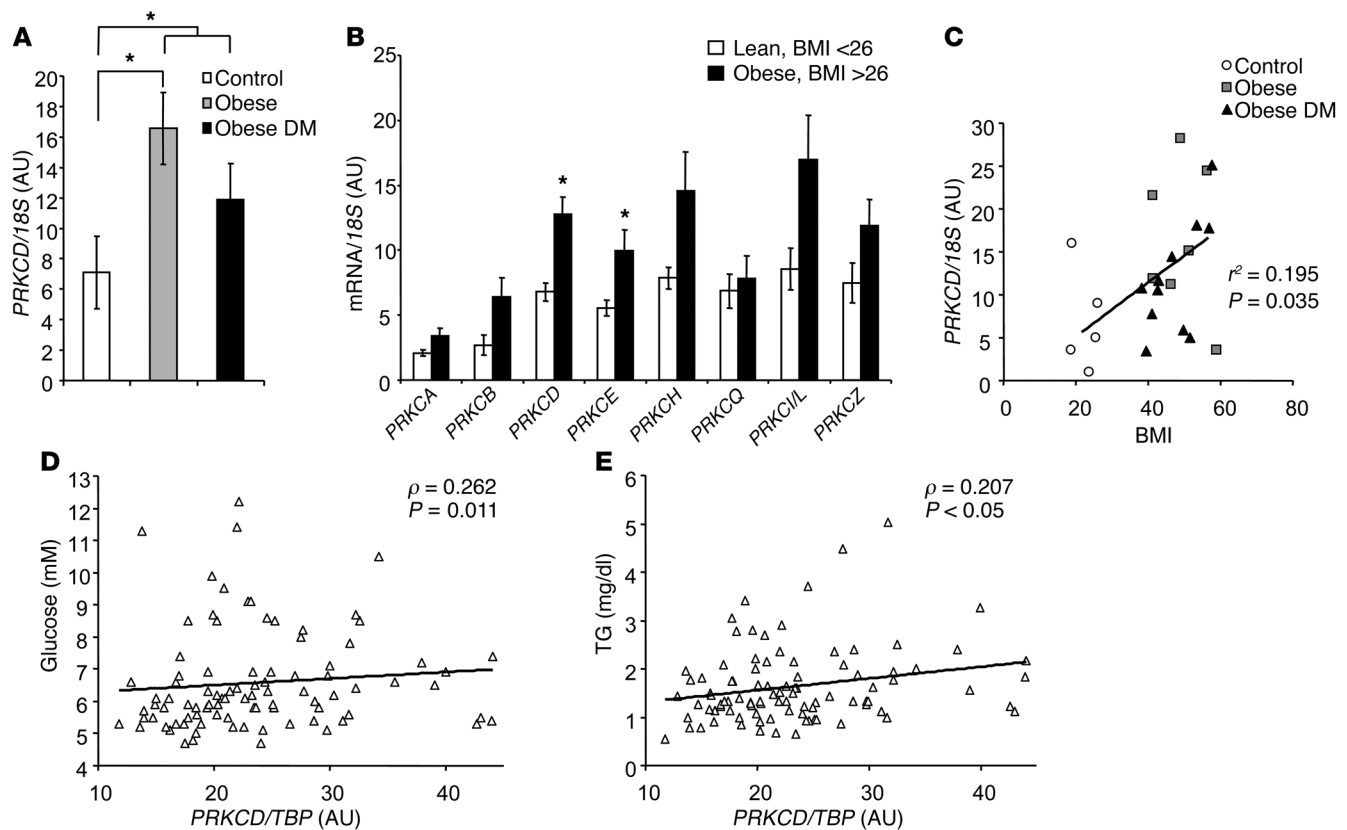 A
*
*
Control
Obese
Obese DM
PRKCD/18S (AU)
20
18
16
14
12
10
8
6
4
2
0
B
Lean, BMI <26
Obese, BMI >26
mRNA/18S (AU)
25
20
15
10
5
0
*
*
PRKCA
PRKCB
PRKCD
PRKCE
PRKCH
PRKCQ
PRKCI/L
PRKCZ
C
Control
Obese
Obese DM
PRKCD/18S (AU)
30
25
20
15
10
5
0
r² = 0.195
P = 0.035
0 20 40 60 80
BMI
D
ρ = 0.262
P = 0.011
Glucose (mM)
13
12
11
10
9
8
7
6
5
4
10 20 30 40
PRKCD/TBP (AU)
E
ρ = 0.207
P < 0.05
TG (mg/dl)
6
5
4
3
2
1
0
10 20 30 40
PRKCD/TBP (AU)